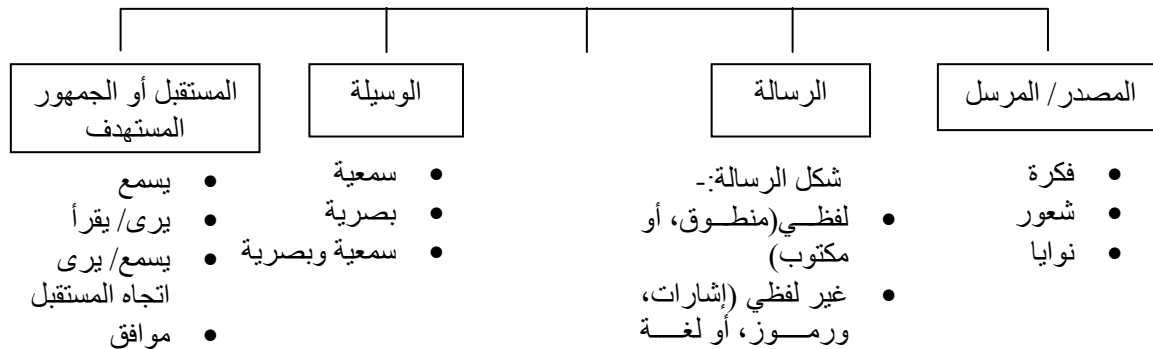 المصدر/ المرسل
• فكرة
• شعور
• نوايا
الرسالة
شكل الرسالة:-
• لفظي(منطوق، أو
مكتوب)
• غير لفظي (إشارات،
ورموز، أو لغة
الوسيلة
• سمعية
• بصرية
• سمعية وبصرية
المستقبل أو الجمهور
المستهدف
• يسمع
• يرى/ يقرأ
• يسمع/ يرى
اتجاه المستقبل
• موافق